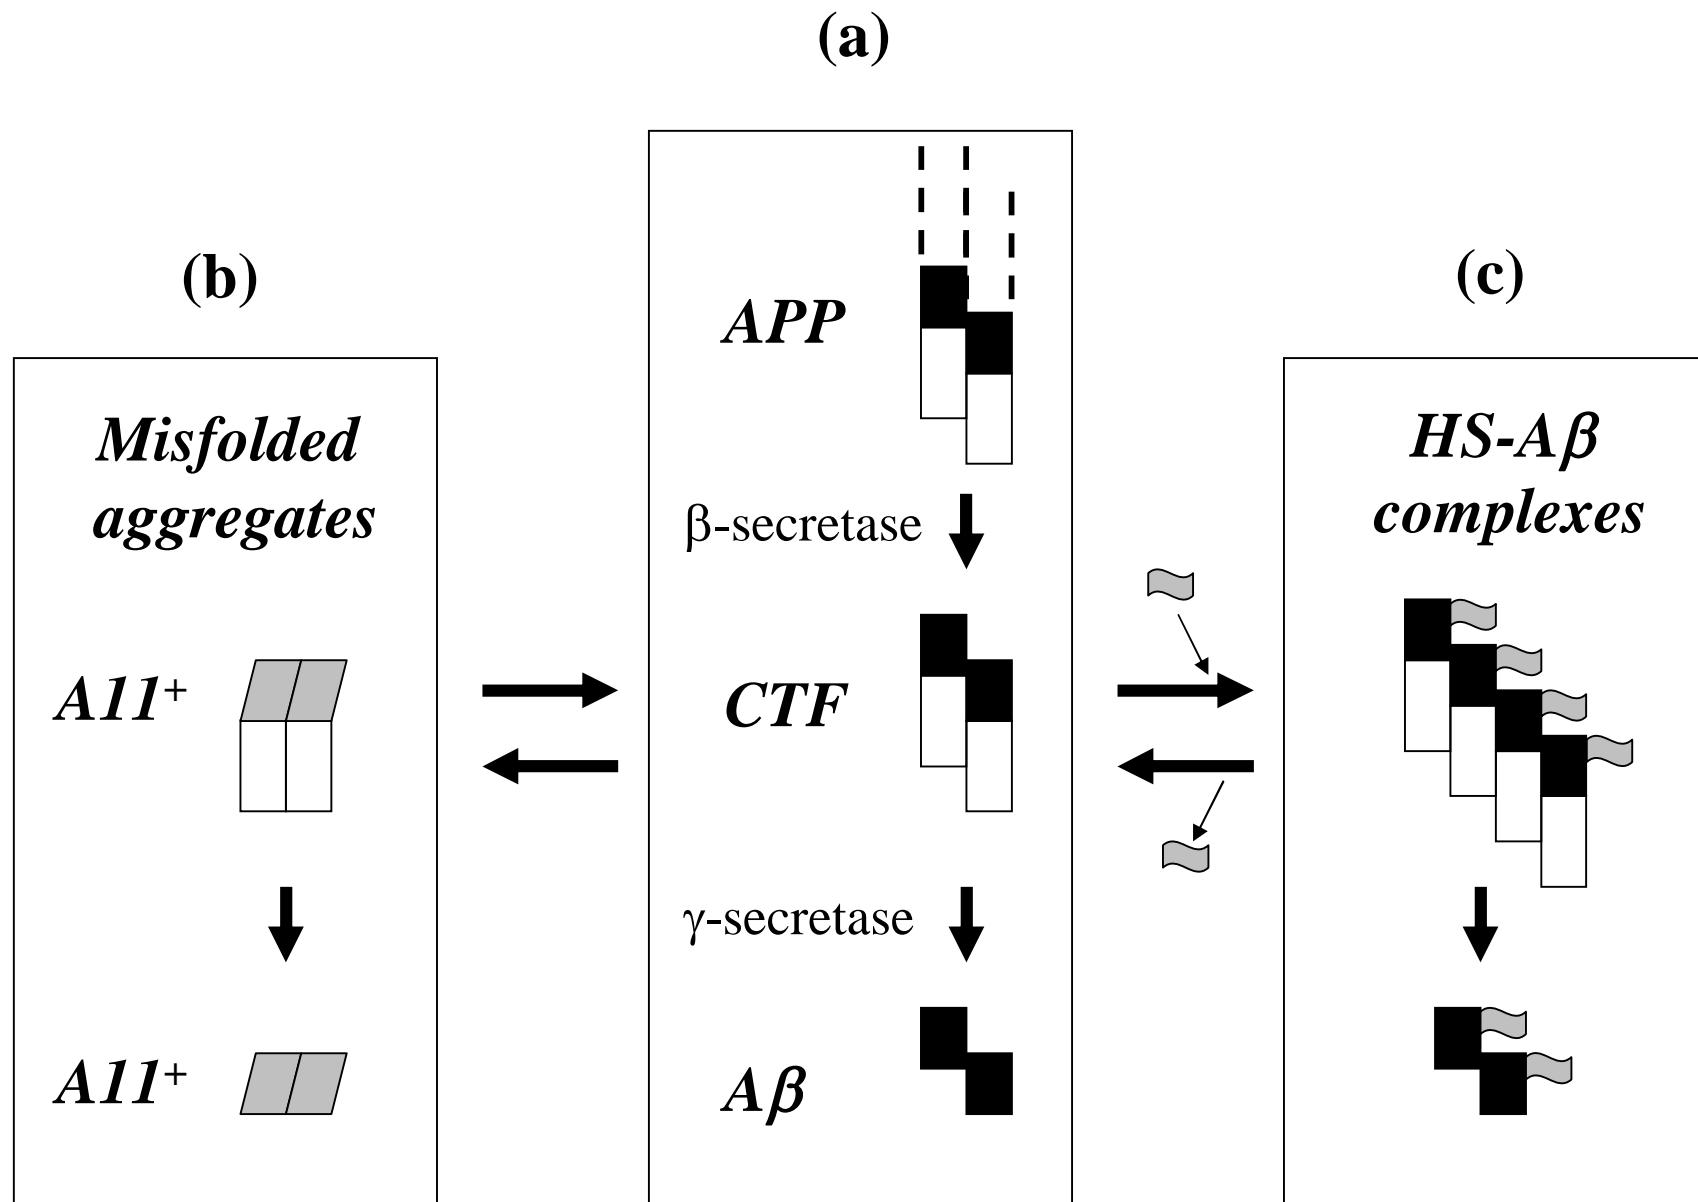 (a)
(b)
(c)
Misfolded
aggregates
A11⁺
A11⁺
APP
β-secretase
CTF
γ-secretase
Aβ
HS-Aβ
complexes